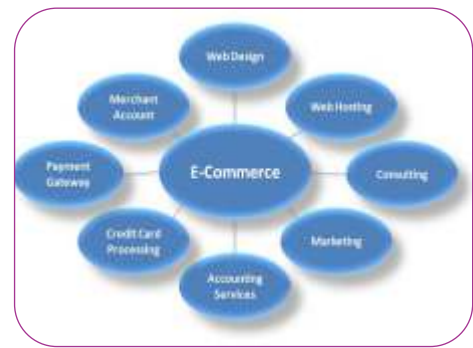 Web Design
Merchant
Account
Web Hosting
Payment
Gateway
E-Commerce
Consulting
Credit Card
Processing
Marketing
Accounting
Services